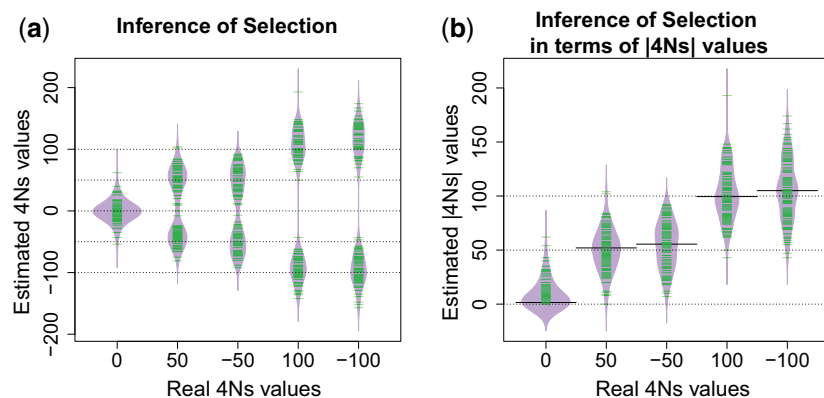 (a)
Inference of Selection
Estimated 4Ns values
200
100
0
−100
−200
0 50 −50 100 −100
Real 4Ns values
(b)
Inference of Selection
in terms of |4Ns| values
Estimated |4Ns| values
200
150
100
50
0
0 50 −50 100 −100
Real 4Ns values